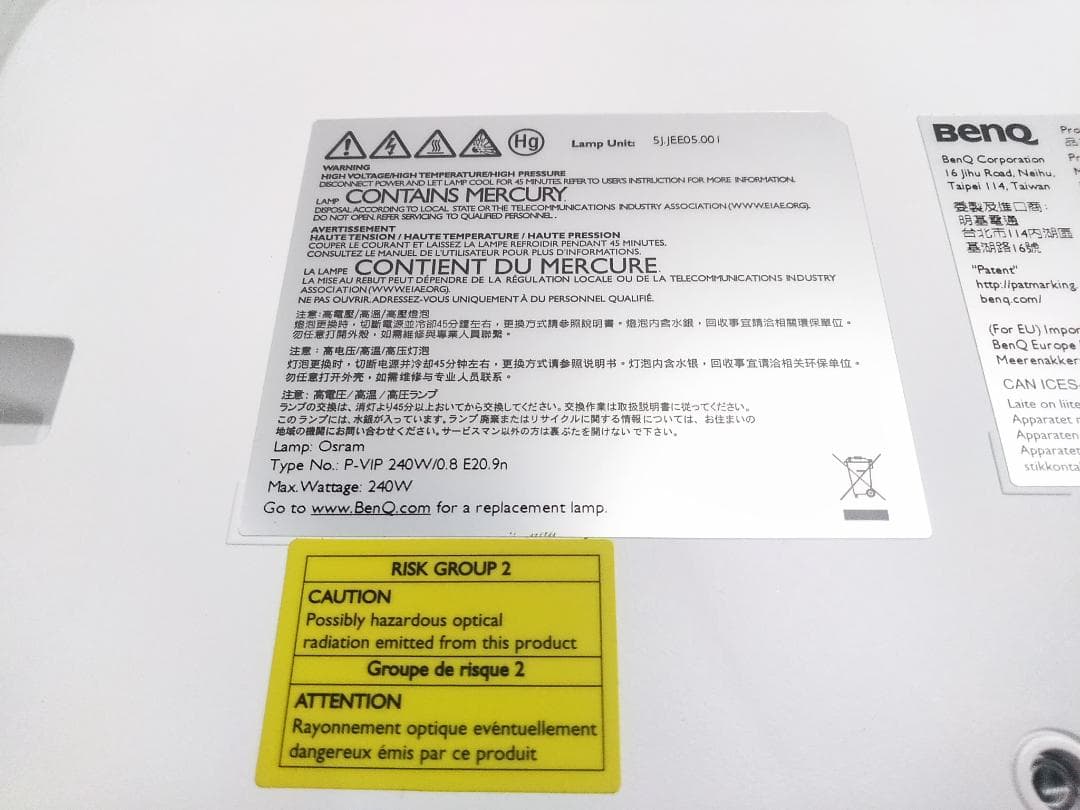 Hg
Lamp Unit: 5J.JEE05.001
WARNING
HIGH VOLTAGE/HIGH TEMPERATURE/HIGH PRESSURE
DISCONNECT POWER AND LET LAMP COOL FOR 45 MINUTES. REFER TO USER'S INSTRUCTION FOR MORE INFORMATION.
LAMP CONTAINS MERCURY.
DISPOSAL ACCORDING TO LOCAL STATE OR THE TELECOMMUNICATIONS INDUSTRY ASSOCIATION (WWW.EIAE.ORG).
DO NOT OPEN. REFER SERVICING TO QUALIFIED PERSONNEL.
AVERTISSEMENT
HAUTE TENSION / HAUTE TEMPERATURE / HAUTE PRESSION
COUPER LE COURANT ET LAISSEZ LA LAMPE REFROIDIR PENDANT 45 MINUTES.
CONSULTEZ LE MANUEL DE L'UTILISATEUR POUR PLUS D'INFORMATIONS.
LA LAMPE CONTIENT DU MERCURE.
LA MISE AU REBUT PEUT DÉPENDRE DE LA RÉGULATION LOCALE OU DE LA TELECOMMUNICATIONS INDUSTRY
ASSOCIATION (WWW.EIAE.ORG).
NE PAS OUVRIR. ADRESSEZ-VOUS UNIQUEMENT À DU PERSONNEL QUALIFIÉ.
注意:高電壓/高溫/高壓燈泡
燈泡更換時，切斷電源並冷卻45分鐘左右，更換方式請參照說明書。燈泡內含水銀，回收事宜請洽相關環保單位。
勿任意打開外殼，如需維修與專業人員聯繫。
注意：高电压/高温/高压灯泡
灯泡更换时，切断电源并冷却45分钟左右，更换方式请参照说明书。灯泡内含水银，回收事宜请洽相关环保单位。
勿任意打开外壳，如需维修与专业人员联系。
注意: 高電圧/高温/高圧ランプ
ランプの交換は、消灯より45分以上おいてから交換してください。交換作業は取扱説明書に従ってください。
このランプには、水銀が入っています。ランプ廃棄またはリサイクルに関する情報については、お住まいの
地域の機関にお問い合わせください。サービスマン以外の方は裏ぶたを開けないで下さい。
Lamp: Osram
Type No.: P-VIP 240W/0.8 E20.9n
Max. Wattage: 240W
Go to www.BenQ.com for a replacement lamp.
RISK GROUP 2
CAUTION
Possibly hazardous optical
radiation emitted from this product
Groupe de risque 2
ATTENTION
Rayonnement optique evéntuellement
dangereux émis par ce produit
BenQ
BenQ Corporation
16 Jihu Road, Neihu,
Taipei 114, Taiwan
委製及進口商:
明基電通
台北市114內湖區
基湖路16號
"Patent"
http://patmarking.
benq.com/
(For EU) Impor
BenQ Europe
Meerenakker
CAN ICES-
Laite on liite
Apparatet r
Apparaten
Apparatet
stikkonta
Pro
品
Pr